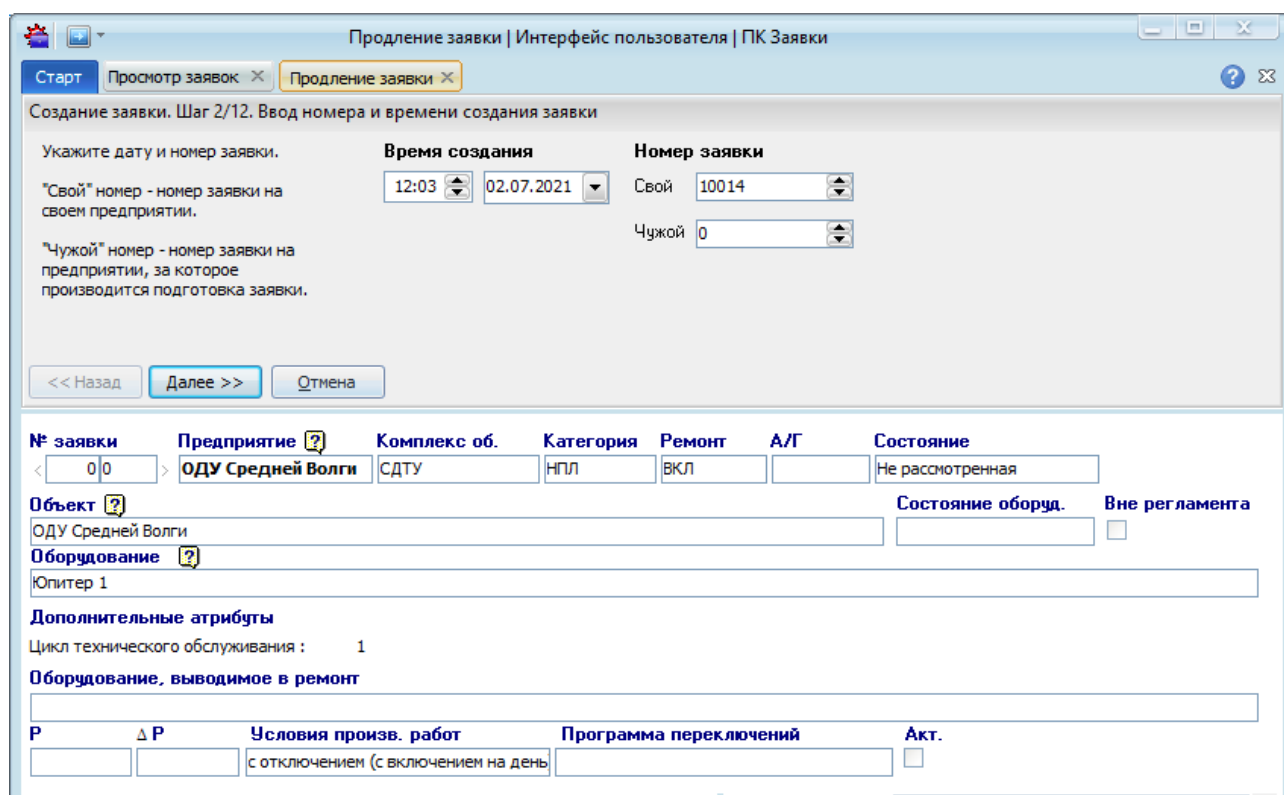 Продление заявки | Интерфейс пользователя | ПК Заявки
Старт Просмотр заявок Продление заявки
Создание заявки. Шаг 2/12. Ввод номера и времени создания заявки
Укажите дату и номер заявки. Время создания Номер заявки
12:03 02.07.2021 Свой 10014
"Свой" номер - номер заявки на
своем предприятии.
Чужой 0
"Чужой" номер - номер заявки на
предприятии, за которое
производится подготовка заявки.
<< Назад Далее >> Отмена
№ заявки Предприятие ? Комплекс об. Категория Ремонт А/Г Состояние
< 0 0 > ОДУ Средней Волги СДТУ НПЛ ВКЛ Не рассмотренная
Объект ? Состояние оборуд. Вне регламента
ОДУ Средней Волги
Оборудование ?
Юпитер 1
Дополнительные атрибуты
Цикл технического обслуживания : 1
Оборудование, выводимое в ремонт
Р Δ Р Условия произв. работ Программа переключений Акт.
с отключением (с включением на день)